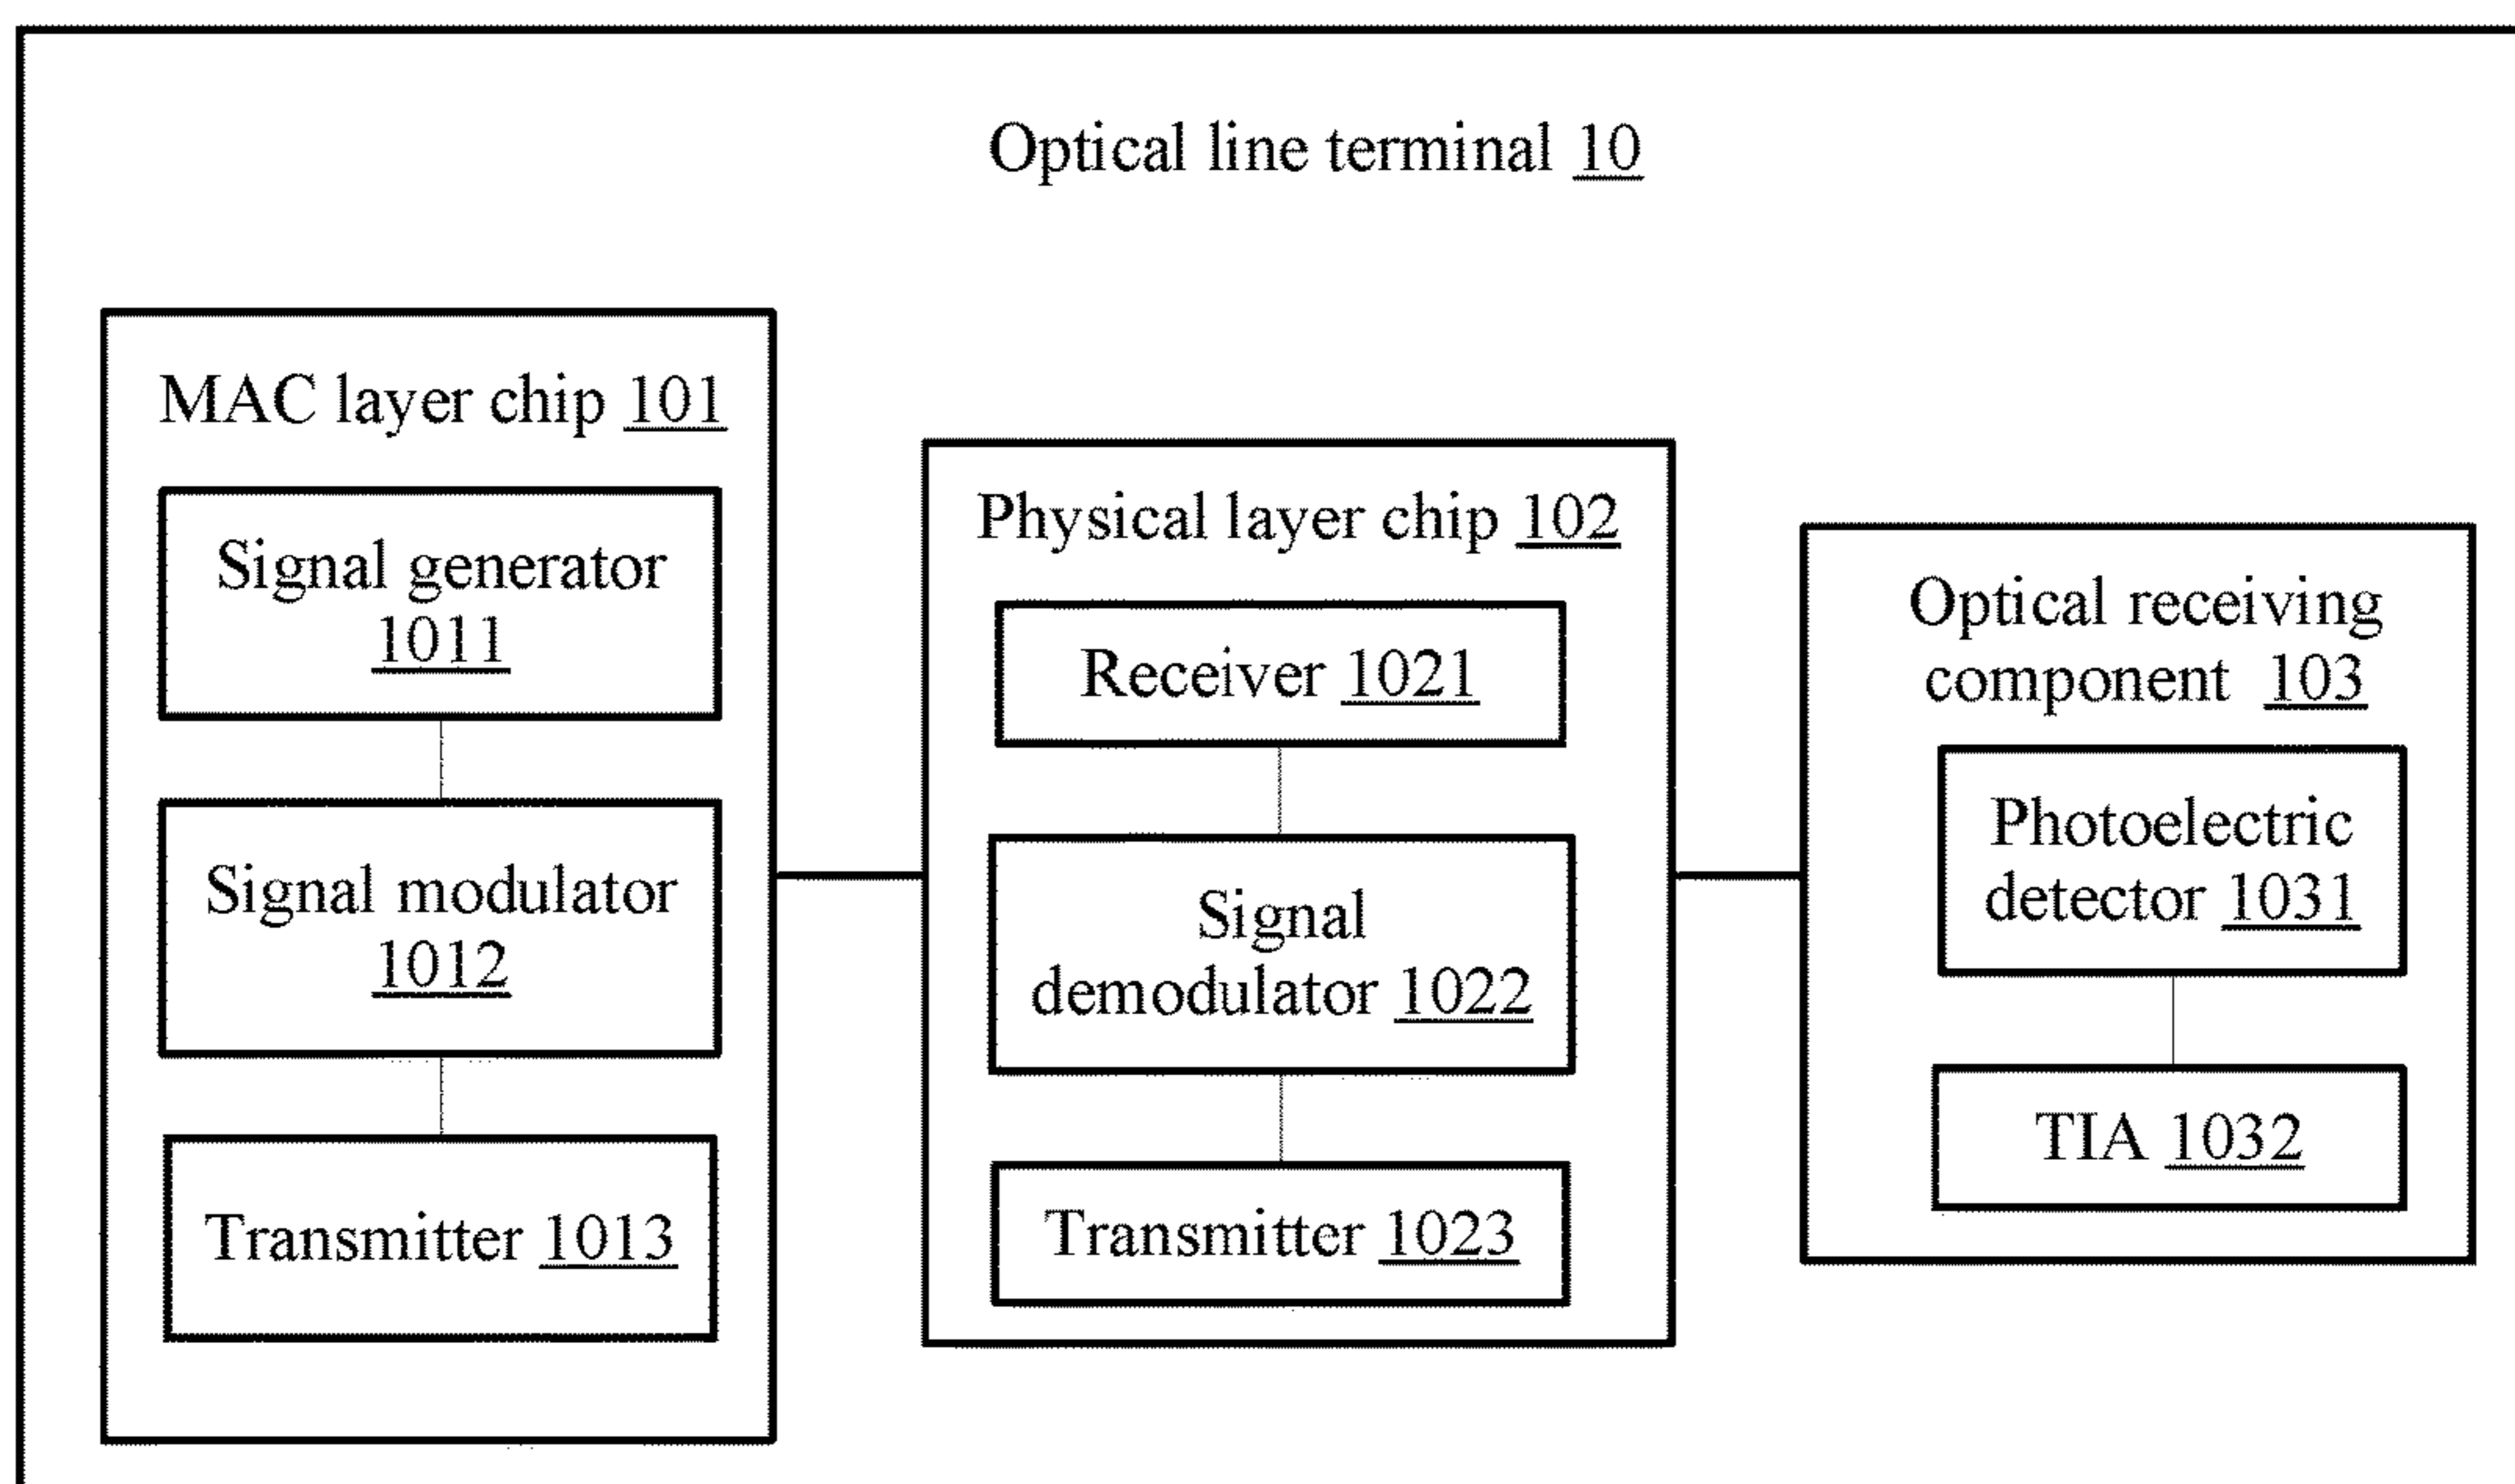 Optical line terminal 10
MAC layer chip 101
Signal generator
1011
Signal modulator
1012
Transmitter 1013
Physical layer chip 102
Receiver 1021
Signal
demodulator 1022
Transmitter 1023
Optical receiving
component 103
Photoelectric
detector 1031
TIA 1032